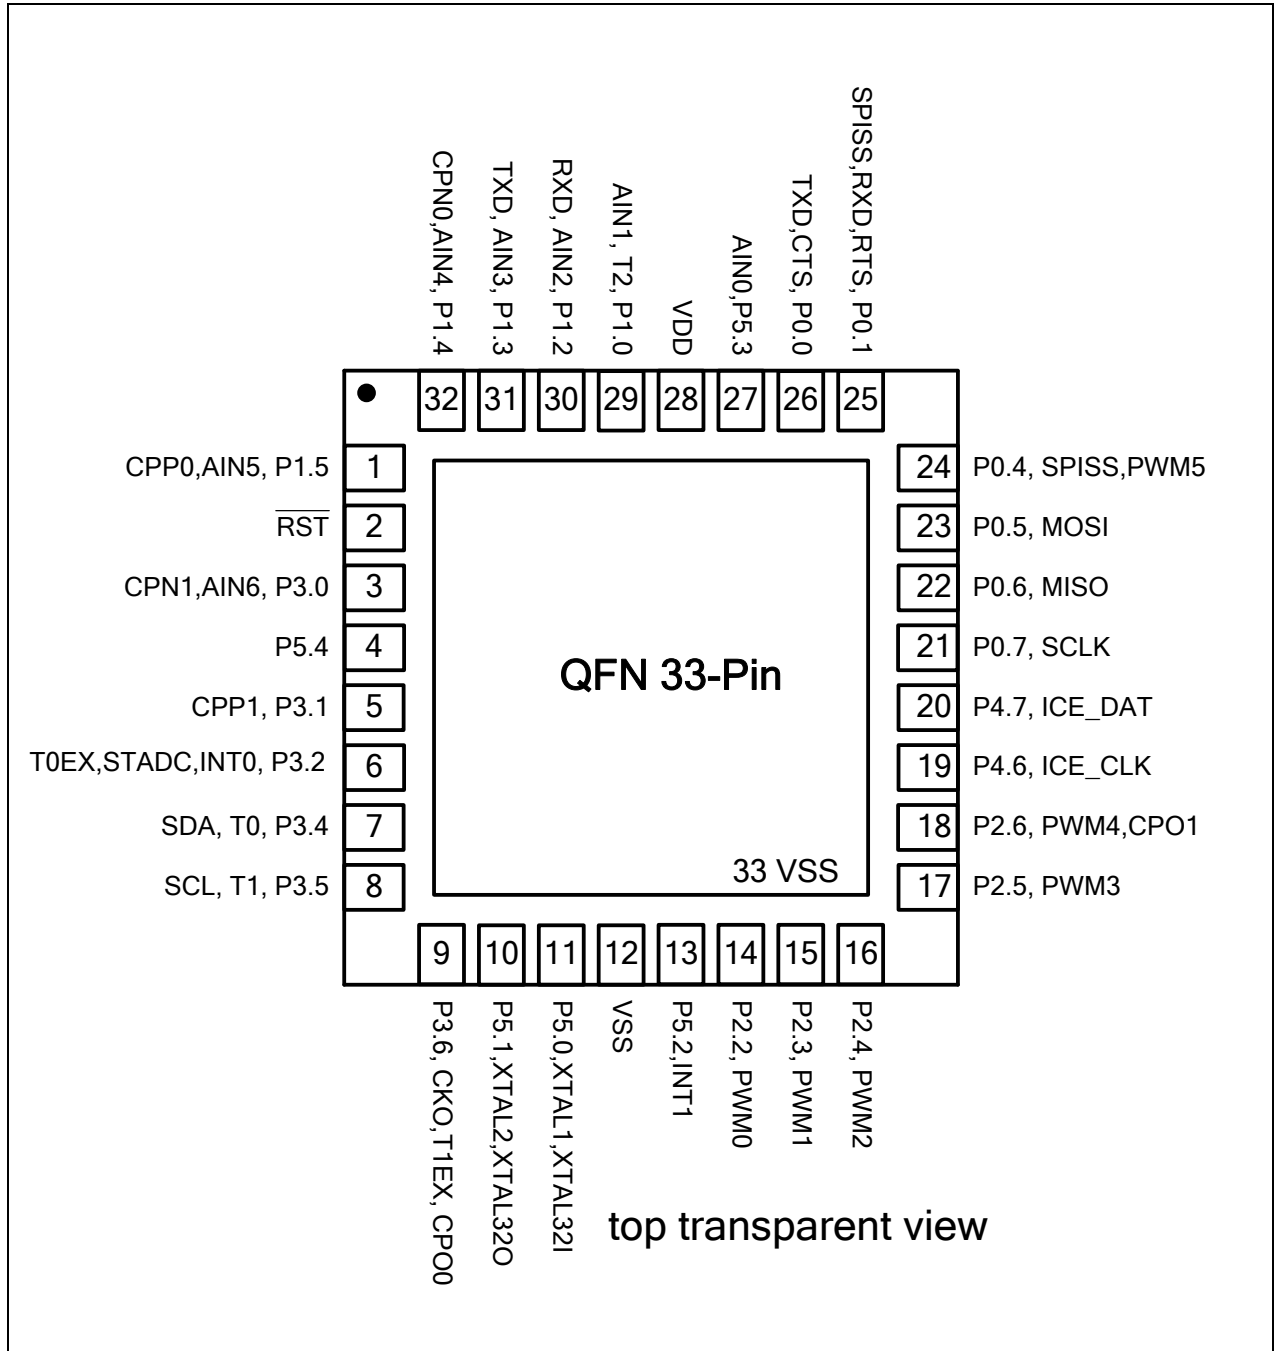 CPN0,AIN4, P1.4
TXD, AIN3, P1.3
RXD, AIN2, P1.2
AIN1, T2, P1.0
VDD
AIN0,P5.3
TXD,CTS, P0.0
SPISS,RXD,RTS, P0.1
32
31
30
29
28
27
26
25
CPP0,AIN5, P1.5
1
RST
2
CPN1,AIN6, P3.0
3
P5.4
4
CPP1, P3.1
5
T0EX,STADC,INT0, P3.2
6
SDA, T0, P3.4
7
SCL, T1, P3.5
8
QFN 33-Pin
33 VSS
24
P0.4, SPISS,PWM5
23
P0.5, MOSI
22
P0.6, MISO
21
P0.7, SCLK
20
P4.7, ICE_DAT
19
P4.6, ICE_CLK
18
P2.6, PWM4,CPO1
17
P2.5, PWM3
9
10
11
12
13
14
15
16
P3.6, CKO,T1EX, CPO0
P5.1,XTAL2,XTAL32O
P5.0,XTAL1,XTAL32I
VSS
P5.2,INT1
P2.2, PWM0
P2.3, PWM1
P2.4, PWM2
top transparent view